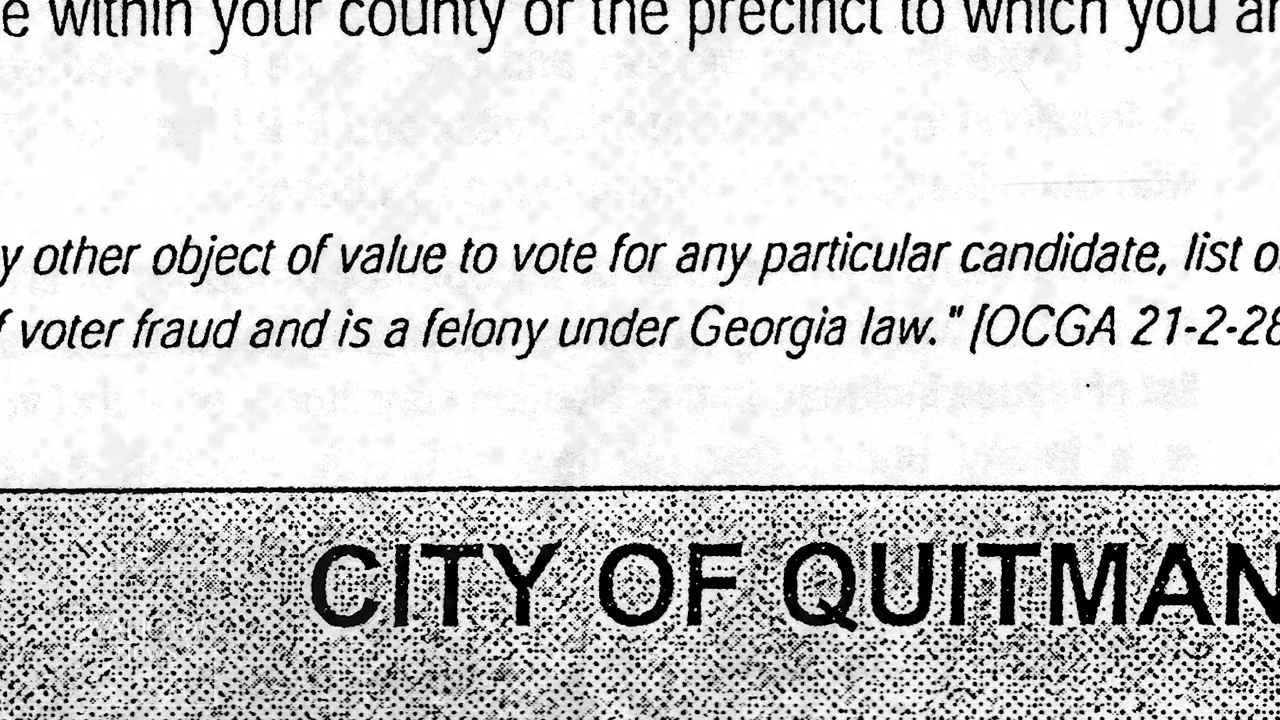 e within your county or the precinct to which you ar
y other object of value to vote for any particular candidate, list o
f voter fraud and is a felony under Georgia law." [OCGA 21-2-28
CITY OF QUITMAN